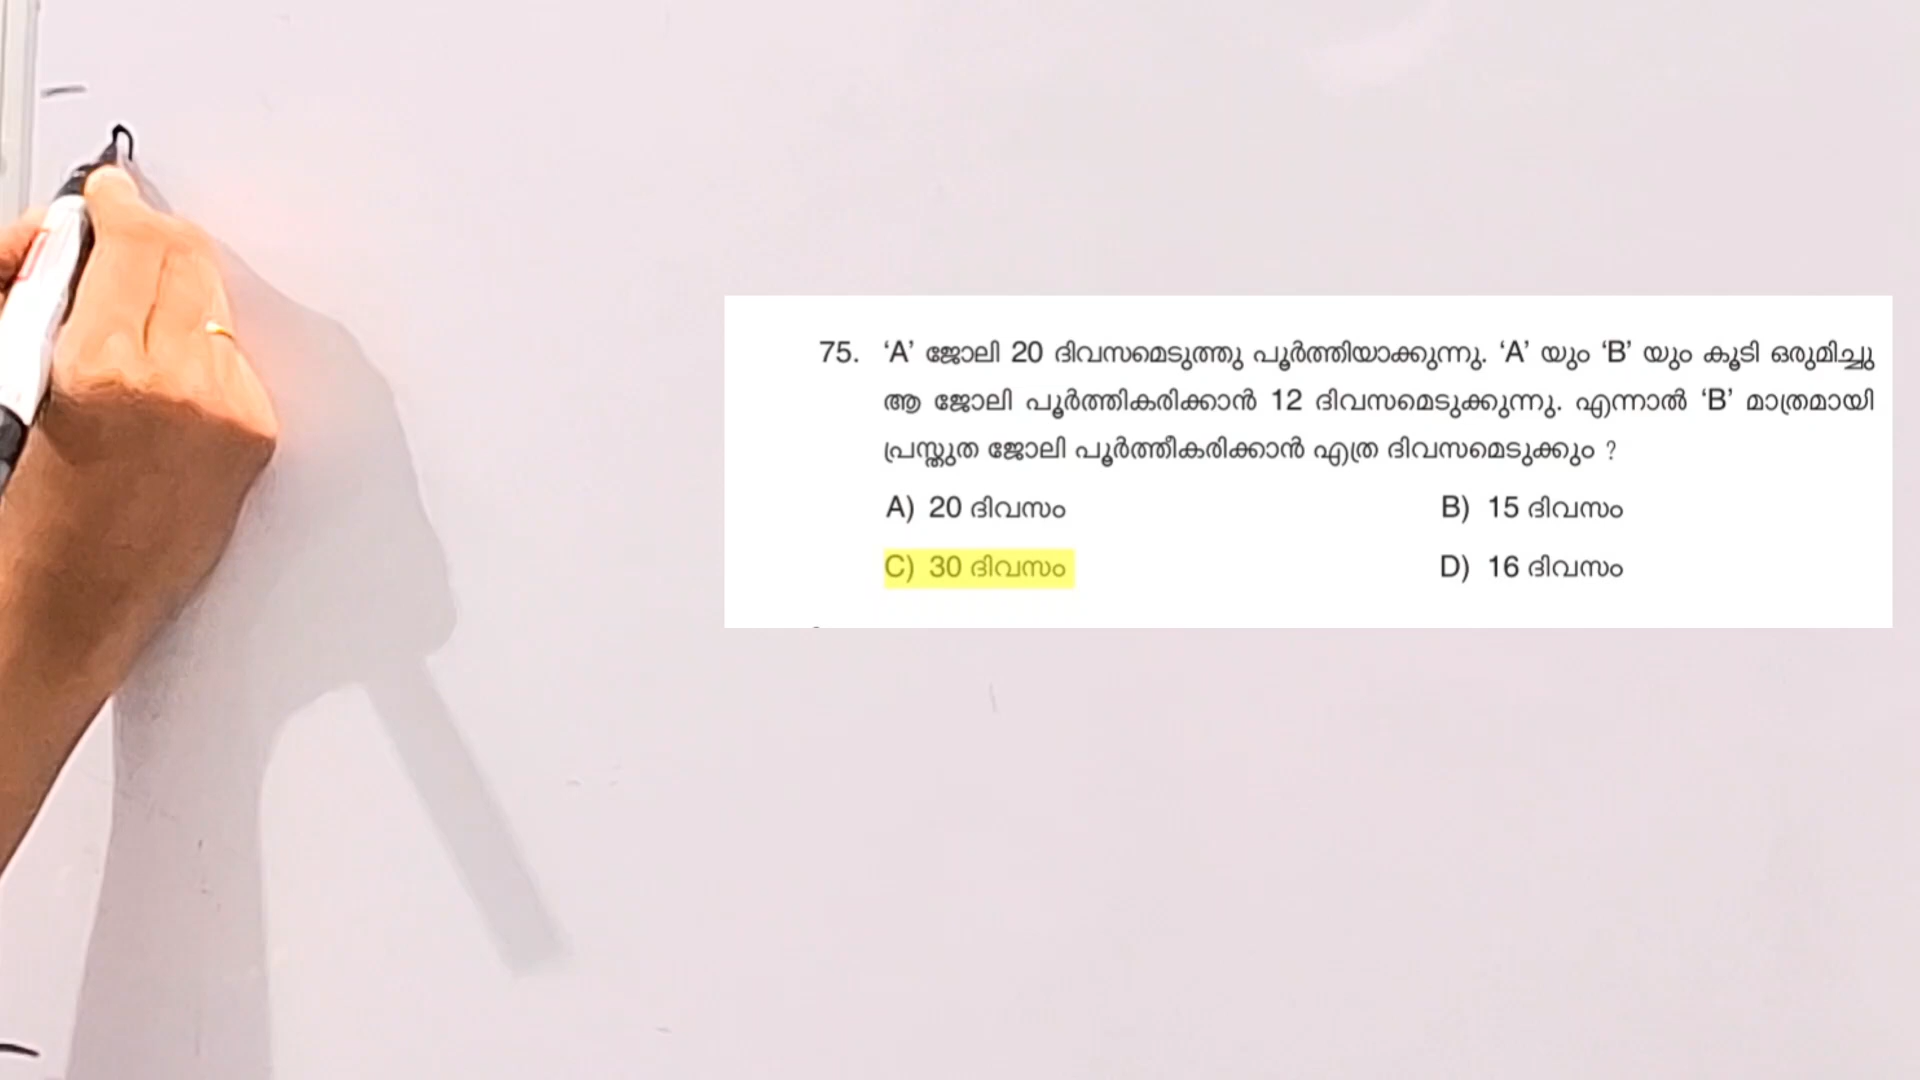 75. ‘A’ ജോലി 20 ദിവസമെടുത്തു പൂർത്തിയാക്കുന്നു. ‘A’ യും ‘B’ യും കൂടി ഒരുമിച്ചു
ആ ജോലി പൂർത്തികരിക്കാൻ 12 ദിവസമെടുക്കുന്നു. എന്നാൽ ‘B’ മാത്രമായി
പ്രസ്തുത ജോലി പൂർത്തീകരിക്കാൻ എത്ര ദിവസമെടുക്കും ?
A) 20 ദിവസം B) 15 ദിവസം
C) 30 ദിവസം D) 16 ദിവസം